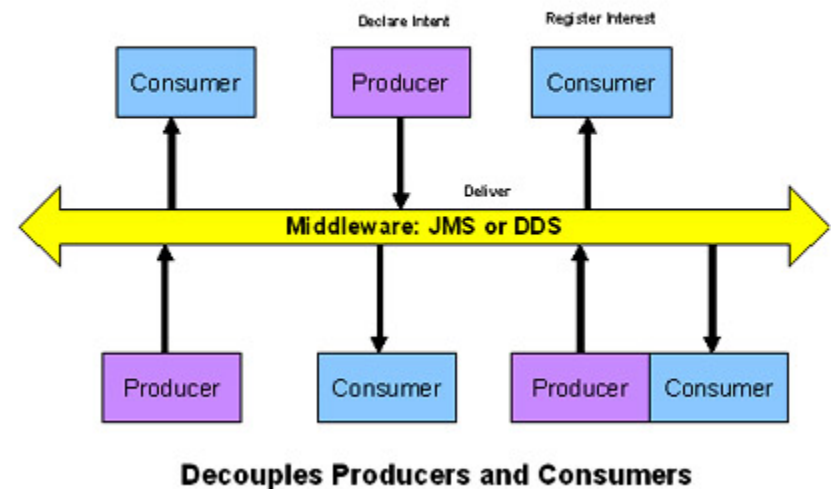 Declare Intent
Register Interest
Consumer
Producer
Consumer
Deliver
Middleware: JMS or DDS
Producer
Consumer
Producer
Consumer
Decouples Producers and Consumers